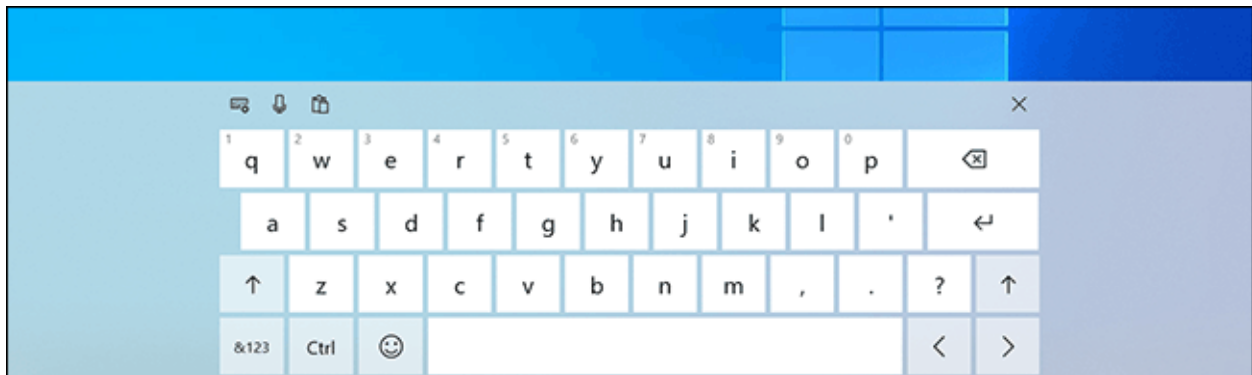 1 q 2 w 3 e 4 r 5 t 6 y 7 u 8 i 9 o 0 p
a s d f g h j k l '
z x c v b n m , . ?
&123 Ctrl < >